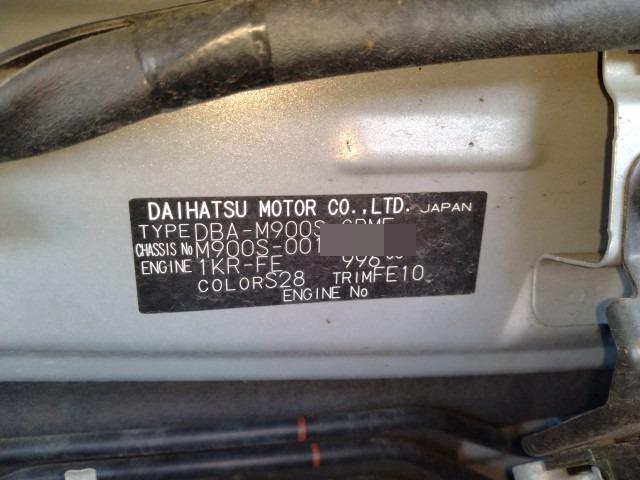 DAIHATSU MOTOR CO.,LTD. JAPAN
TYPE DBA-M900S-
CHASSIS No M900S-001
ENGINE 1KR-FE 996
COLOR S28 TRIM FE10
ENGINE No